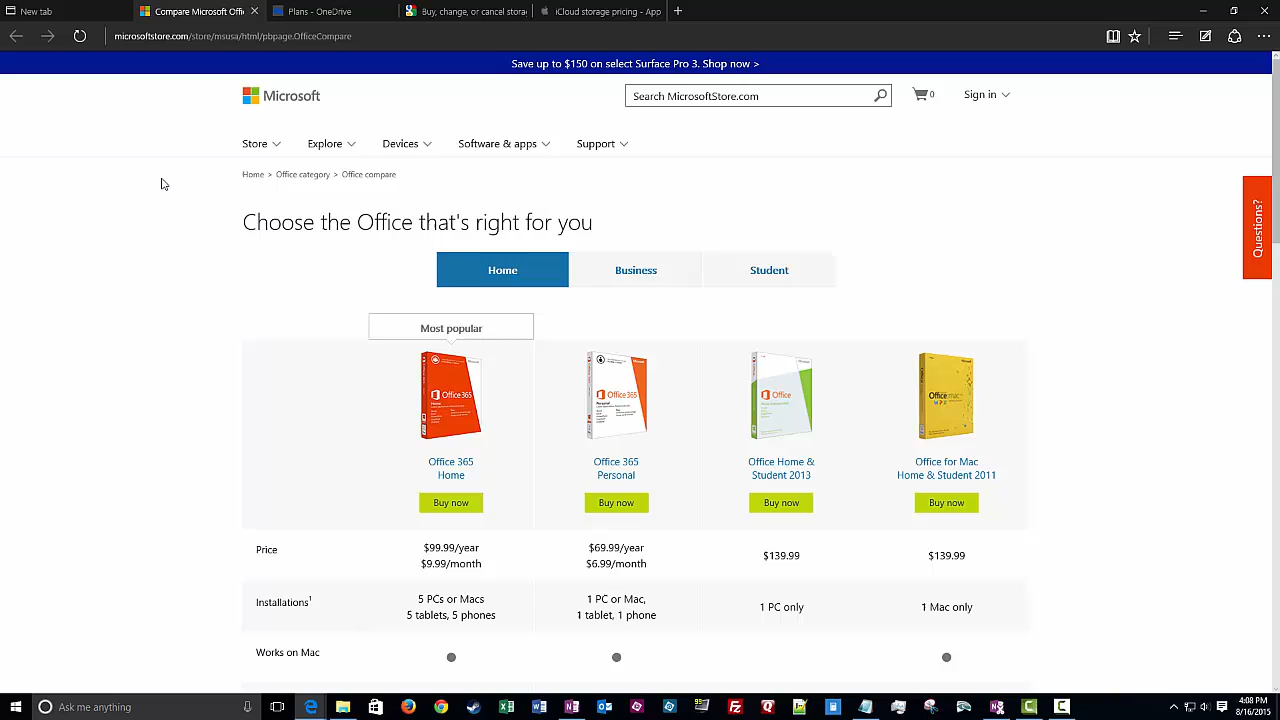 New tab
Compare Microsoft Offi
Plans - OneDrive
Buy, change, or cancel storag
iCloud storage pricing - App
microsoftstore.com/store/msusa/html/pbpage.OfficeCompare
Save up to $150 on select Surface Pro 3. Shop now >
Microsoft
Search MicrosoftStore.com
0
Sign in
Store
Explore
Devices
Software & apps
Support
Home > Office category > Office compare
Questions?
Choose the Office that's right for you
Home
Business
Student
Most popular
Office 365
Office 365
Office
Office:mac
Office 365
Home
Office 365
Personal
Office Home &
Student 2013
Office for Mac
Home & Student 2011
Buy now
Buy now
Buy now
Buy now
Price
$99.99/year
$9.99/month
$69.99/year
$6.99/month
$139.99
$139.99
Installations1
5 PCs or Macs
5 tablets, 5 phones
1 PC or Mac,
1 tablet, 1 phone
1 PC only
1 Mac only
Works on Mac
Ask me anything
4:08 PM
8/16/2015